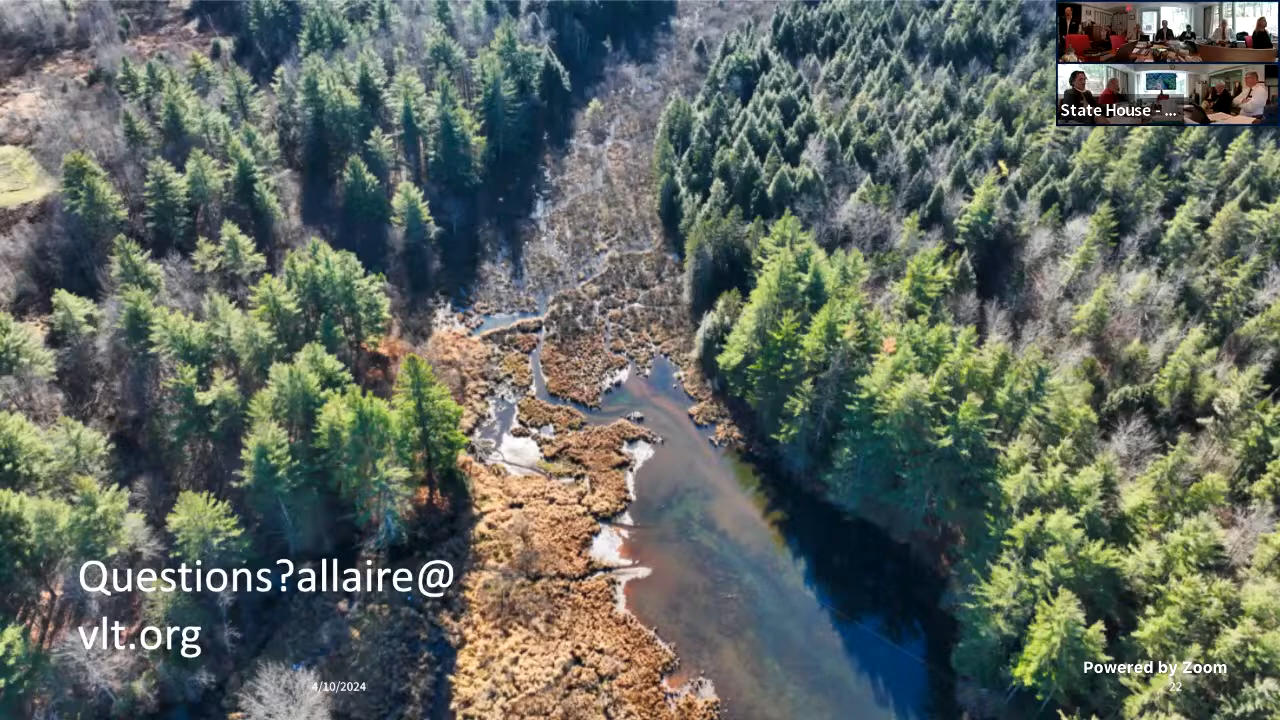 State House - ...
Questions?allaire@
vlt.org
4/10/2024
Powered by Zoom
22